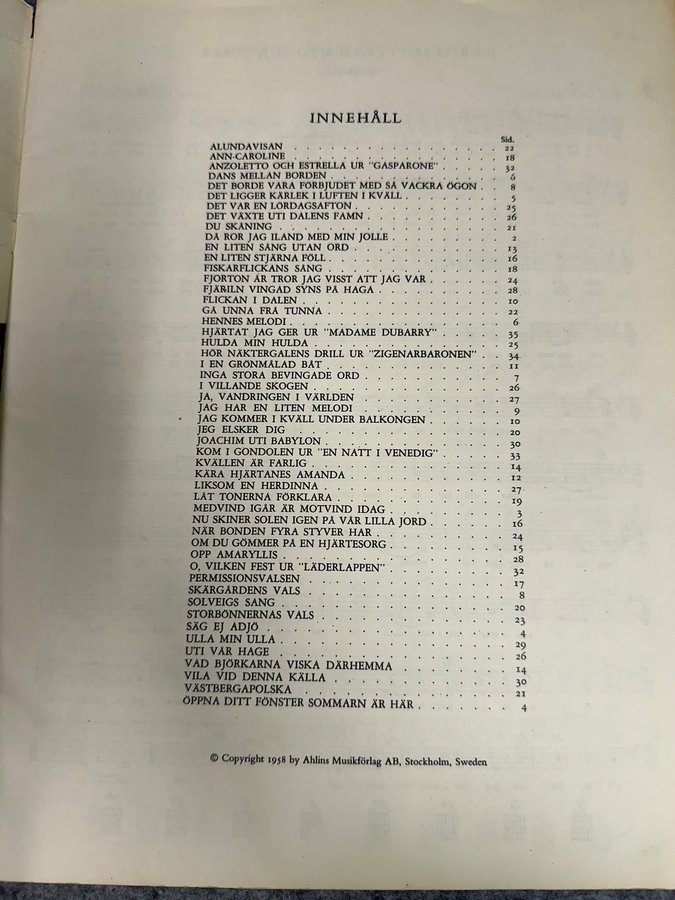 INNEHÅLL
Sid.
ALUNDAVISAN . . . . . . . . . . . . . . . . . 22
ANN-CAROLINE . . . . . . . . . . . . . . . . . 18
ANZOLETTO OCH ESTRELLA UR "GASPARONE" . . . . . . 32
DANS MELLAN BORDEN . . . . . . . . . . . . . . 6
DET BORDE VARA FÖRBJUDET MED SÅ VACKRA ÖGON . . 8
DET LIGGER KÄRLEK I LUFTEN I KVÄLL . . . . . . . . 5
DET VAR EN LÖRDAGSAFTON . . . . . . . . . . . . 25
DET VÄXTE UTI DALENS FAMN . . . . . . . . . . . 26
DU SKÅNING . . . . . . . . . . . . . . . . . . 21
DÅ ROR JAG ILAND MED MIN JOLLE . . . . . . . . . 2
EN LITEN SÅNG UTAN ORD . . . . . . . . . . . . 13
EN LITEN STJÄRNA FÖLL . . . . . . . . . . . . . 16
FISKARFLICKANS SÅNG . . . . . . . . . . . . . . 18
FJORTON ÅR TROR JAG VISST ATT JAG VAR . . . . . . 24
FJÄRILN VINGAD SYNS PÅ HAGA . . . . . . . . . . 28
FLICKAN I DALEN . . . . . . . . . . . . . . . . 10
GÅ UNNA FRÅ TUNNA . . . . . . . . . . . . . . 22
HENNES MELODI . . . . . . . . . . . . . . . . . 6
HJÄRTAT JAG GER UR "MADAME DUBARRY" . . . . . . 35
HULDA MIN HULDA . . . . . . . . . . . . . . . 25
HÖR NÄKTERGALENS DRILL UR "ZIGENARBARONEN" . . 34
I EN GRÖNMÅLAD BÅT . . . . . . . . . . . . . . 11
INGA STORA BEVINGADE ORD . . . . . . . . . . . 7
I VILLANDE SKOGEN . . . . . . . . . . . . . . . 26
JA, VANDRINGEN I VÄRLDEN . . . . . . . . . . . . 27
JAG HAR EN LITEN MELODI . . . . . . . . . . . . 9
JAG KOMMER I KVÄLL UNDER BALKONGEN . . . . . . . 10
JEG ELSKER DIG . . . . . . . . . . . . . . . . . 20
JOACHIM UTI BABYLON . . . . . . . . . . . . . . 30
KOM I GONDOLEN UR "EN NATT I VENEDIG" . . . . . . 33
KVÄLLEN ÄR FARLIG . . . . . . . . . . . . . . . 14
KÄRA HJÄRTANES AMANDA . . . . . . . . . . . . 12
LIKSOM EN HERDINNA . . . . . . . . . . . . . . 27
LÅT TONERNA FÖRKLARA . . . . . . . . . . . . . 19
MEDVIND IGÅR ÄR MOTVIND IDAG . . . . . . . . . 3
NU SKINER SOLEN IGEN PÅ VÅR LILLA JORD . . . . . . 16
NÄR BONDEN FYRA STYVER HAR . . . . . . . . . . 24
OM DU GÖMMER PÅ EN HJÄRTESORG . . . . . . . . . 15
OPP AMARYLLIS . . . . . . . . . . . . . . . . . 28
O, VILKEN FEST UR "LÄDERLAPPEN" . . . . . . . . . 32
PERMISSIONSVALSEN . . . . . . . . . . . . . . . 17
SKÄRGÅRDENS VALS . . . . . . . . . . . . . . . 8
SOLVEIGS SANG . . . . . . . . . . . . . . . . . 20
STORBÖNNERNAS VALS . . . . . . . . . . . . . . 23
SÄG EJ ADJÖ . . . . . . . . . . . . . . . . . . 4
ULLA MIN ULLA . . . . . . . . . . . . . . . . . 29
UTI VÅR HAGE . . . . . . . . . . . . . . . . . 26
VAD BJÖRKARNA VISKA DÄRHEMMA . . . . . . . . . 14
VILA VID DENNA KÄLLA . . . . . . . . . . . . . 30
VÄSTBERGAPOLSKA . . . . . . . . . . . . . . . 21
ÖPPNA DITT FÖNSTER SOMMARN ÄR HÄR . . . . . . . 4
© Copyright 1958 by Ahlins Musikförlag AB, Stockholm, Sweden